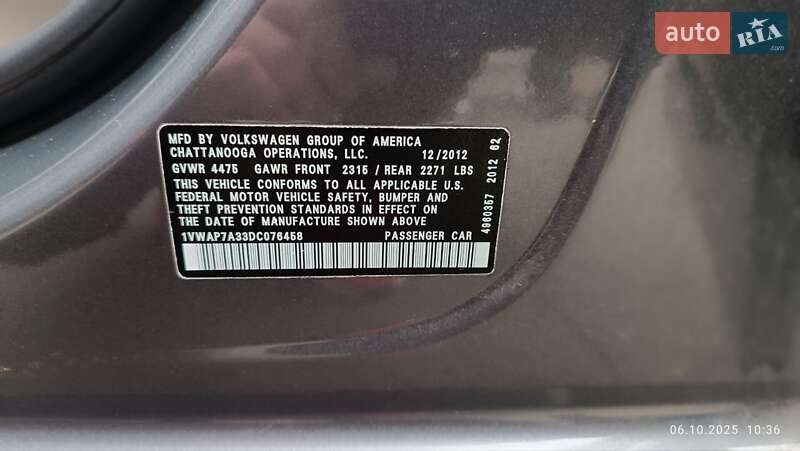 auto RIA
.com
MFD BY VOLKSWAGEN GROUP OF AMERICA
CHATTANOOGA OPERATIONS, LLC. 12/2012
GVWR 4475 GAWR FRONT 2315 / REAR 2271 LBS
THIS VEHICLE CONFORMS TO ALL APPLICABLE U.S.
FEDERAL MOTOR VEHICLE SAFETY, BUMPER AND
THEFT PREVENTION STANDARDS IN EFFECT ON
THE DATE OF MANUFACTURE SHOWN ABOVE
1VWAP7A33DC076458 PASSENGER CAR
4960357 2012 62
06.10.2025 10:36